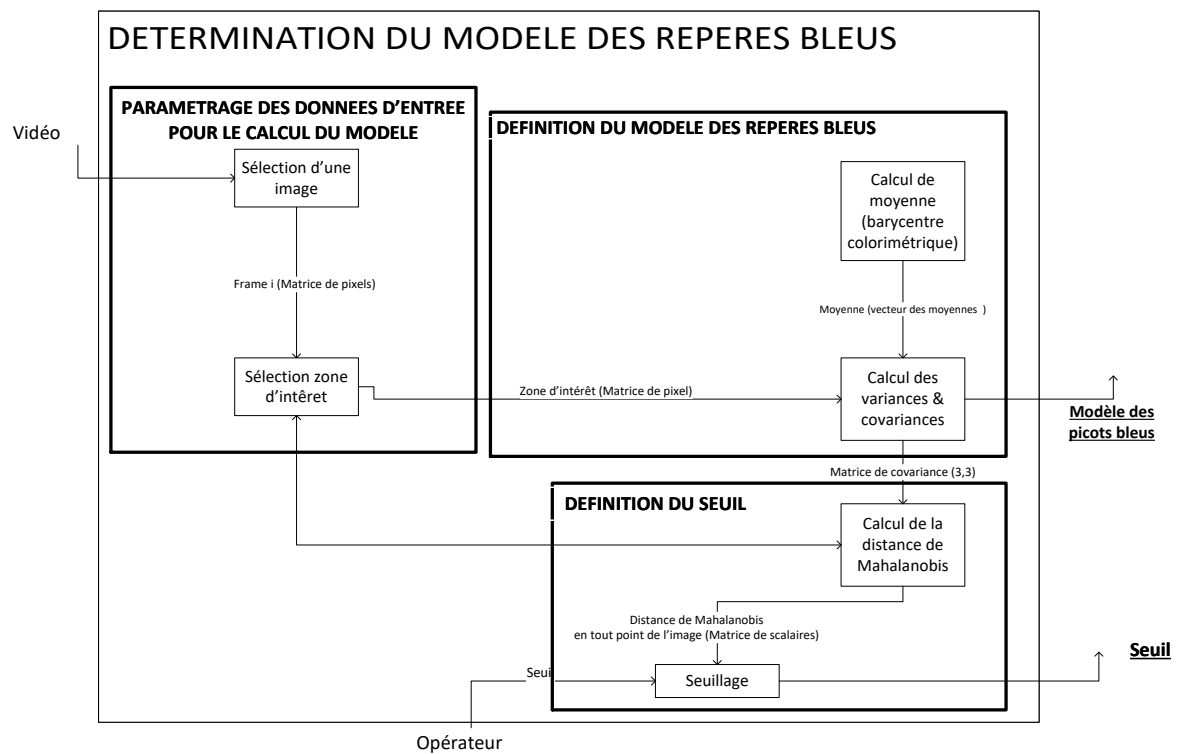 DETERMINATION DU MODELE DES REPERES BLEUS
PARAMETRAGE DES DONNEES D'ENTREE
POUR LE CALCUL DU MODELE
Vidéo
Sélection d'une
image
Frame i (Matrice de pixels)
Sélection zone
d'intêret
DEFINITION DU MODELE DES REPERES BLEUS
Calcul de
moyenne
(barycentre
colorimétrique)
Moyenne (vecteur des moyennes )
Zone d'intérêt (Matrice de pixel)
Calcul des
variances &
covariances
Modèle des
picots bleus
Matrice de covariance (3,3)
DEFINITION DU SEUIL
Calcul de la
distance de
Mahalanobis
Distance de Mahalanobis
en tout point de l'image (Matrice de scalaires)
Seui
Seuillage
Seuil
Opérateur